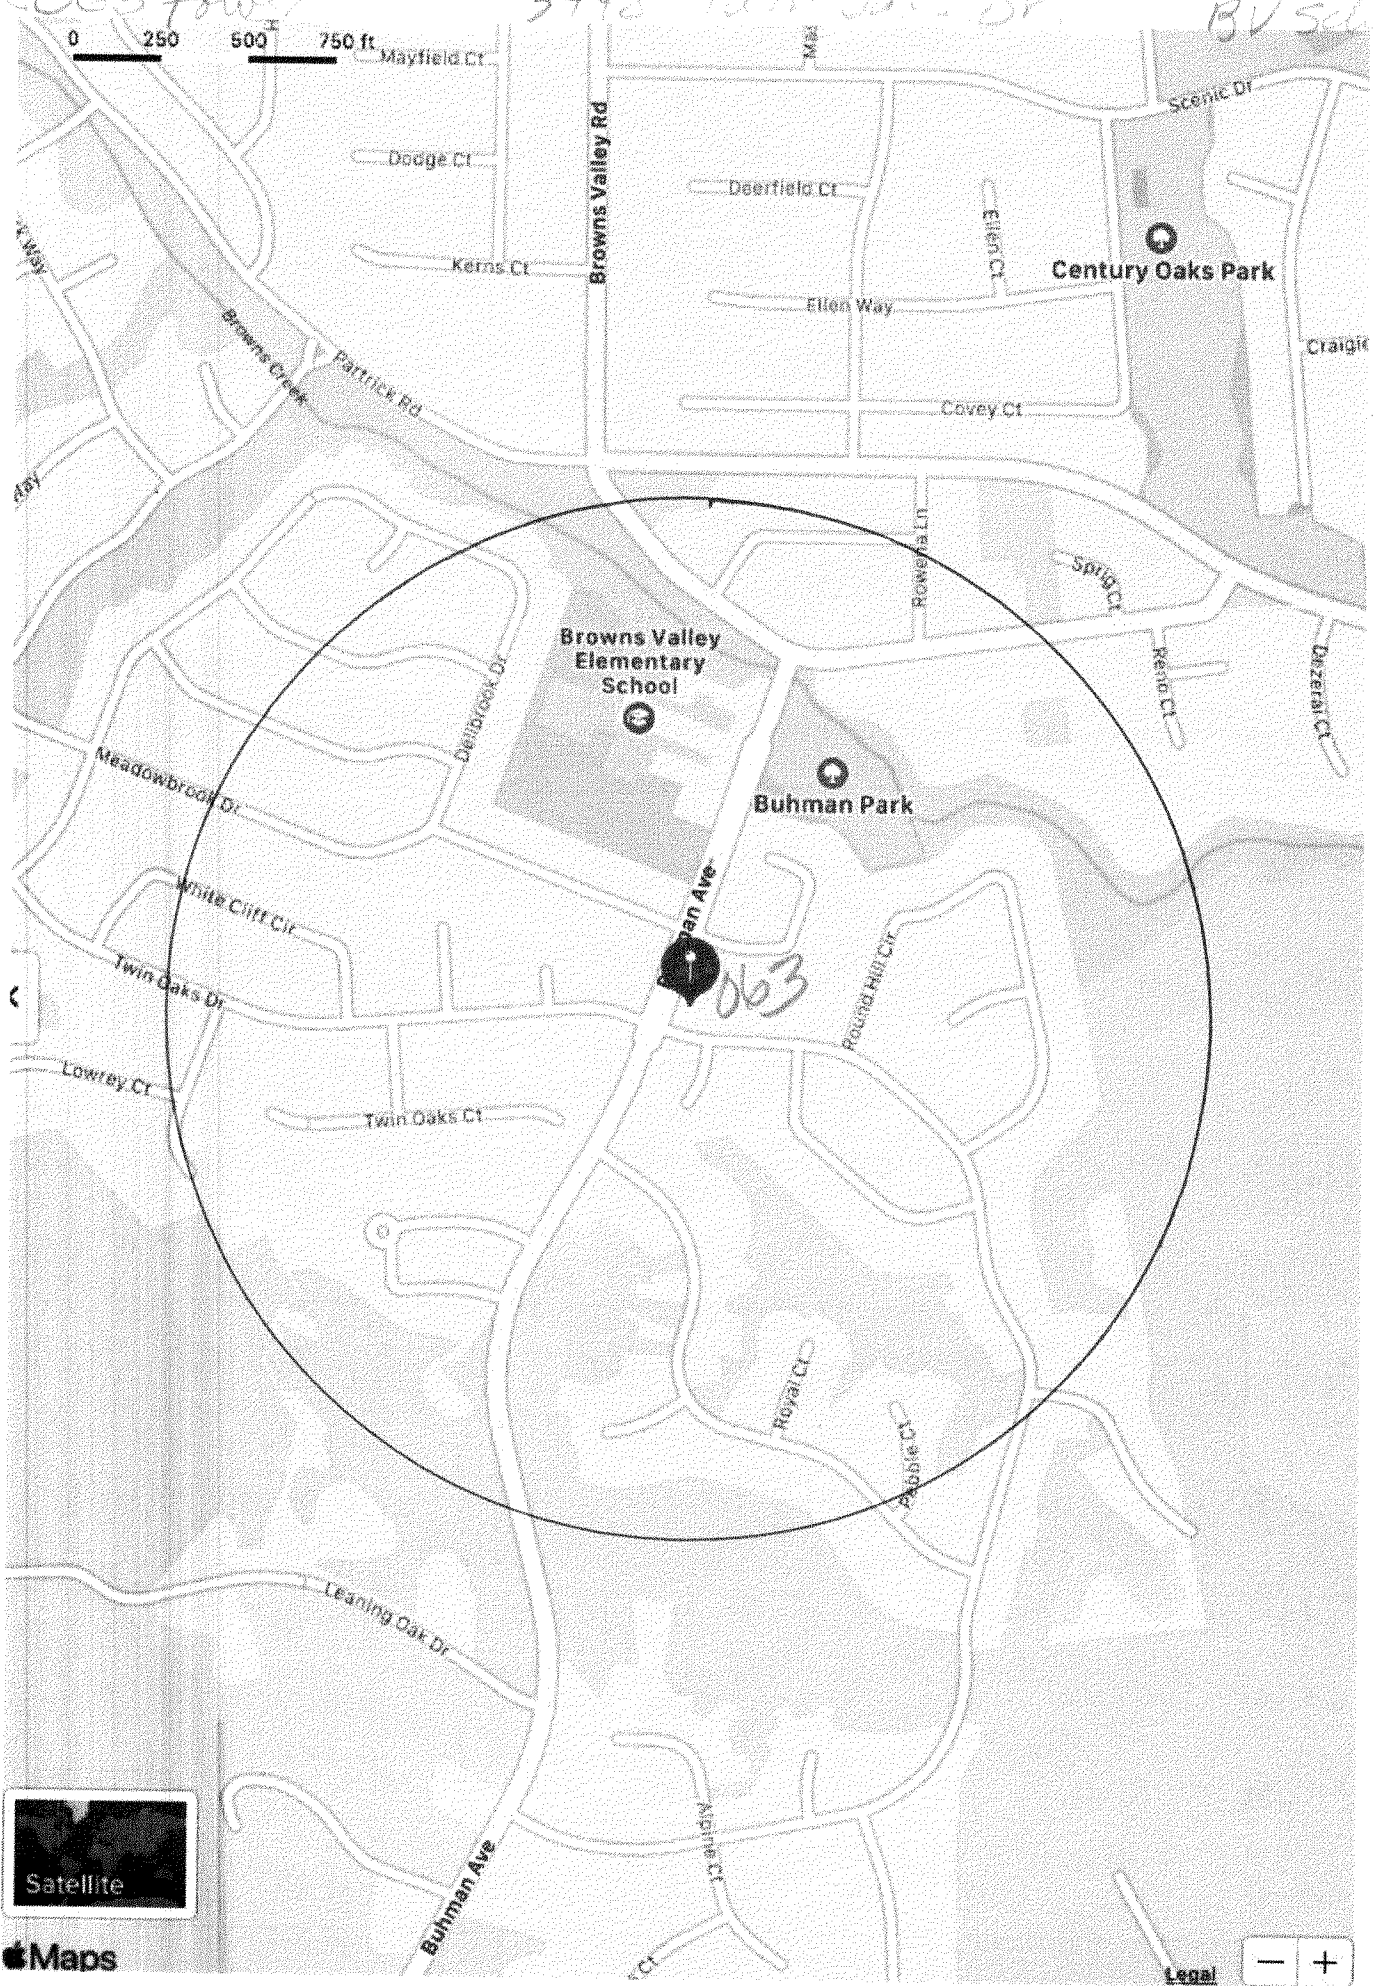 0 250 500 750 ft
Mayfield Ct
Scenic Dr
Browns Valley Rd
Dodge Ct
Deerfield Ct
Ellen Ct
Century Oaks Park
Kerns Ct
Ellen Way
Browns Creek
Partrick Rd
Covey Ct
Rowena Ln
Sprig Ct
Browns Valley
Elementary
School
Reno Ct
Dezerai Ct
Dellbrook Dr
Meadowbrook Dr
Buhman Park
White Cliff Cir
Twin Oaks Dr
063
Round Hill Cir
Lowrey Ct
Twin Oaks Ct
Royal Ct
Pebble Ct
Leaning Oak Dr
Alpine Ct
Satellite
Buhman Ave
Maps
Legal
− +